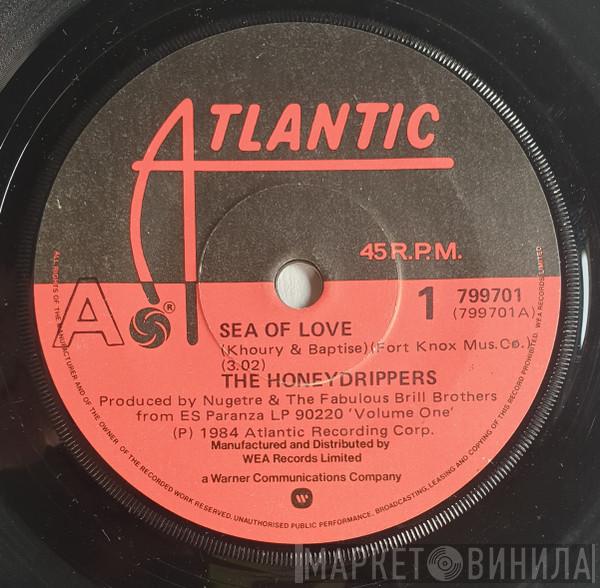 ATLANTIC
45 R.P.M.
A
®
1
799701
(799701A)
SEA OF LOVE
(Khoury & Baptise) (Fort Knox Mus.Co.)
(3.02)
THE HONEYDRIPPERS
Produced by Nugetre & The Fabulous Brill Brothers
from ES Paranza LP 90220 'Volume One'
(P) 1984 Atlantic Recording Corp.
Manufactured and Distributed by
WEA Records Limited
a Warner Communications Company
ALL RIGHTS OF THE MANUFACTURER AND OF THE OWNER OF THE RECORDED WORK RESERVED. UNAUTHORISED PUBLIC PERFORMANCE, BROADCASTING, LEASING AND COPYING OF THIS RECORD PROHIBITED. WEA RECORDS LIMITED
МАРКЕТ ВИНИЛА